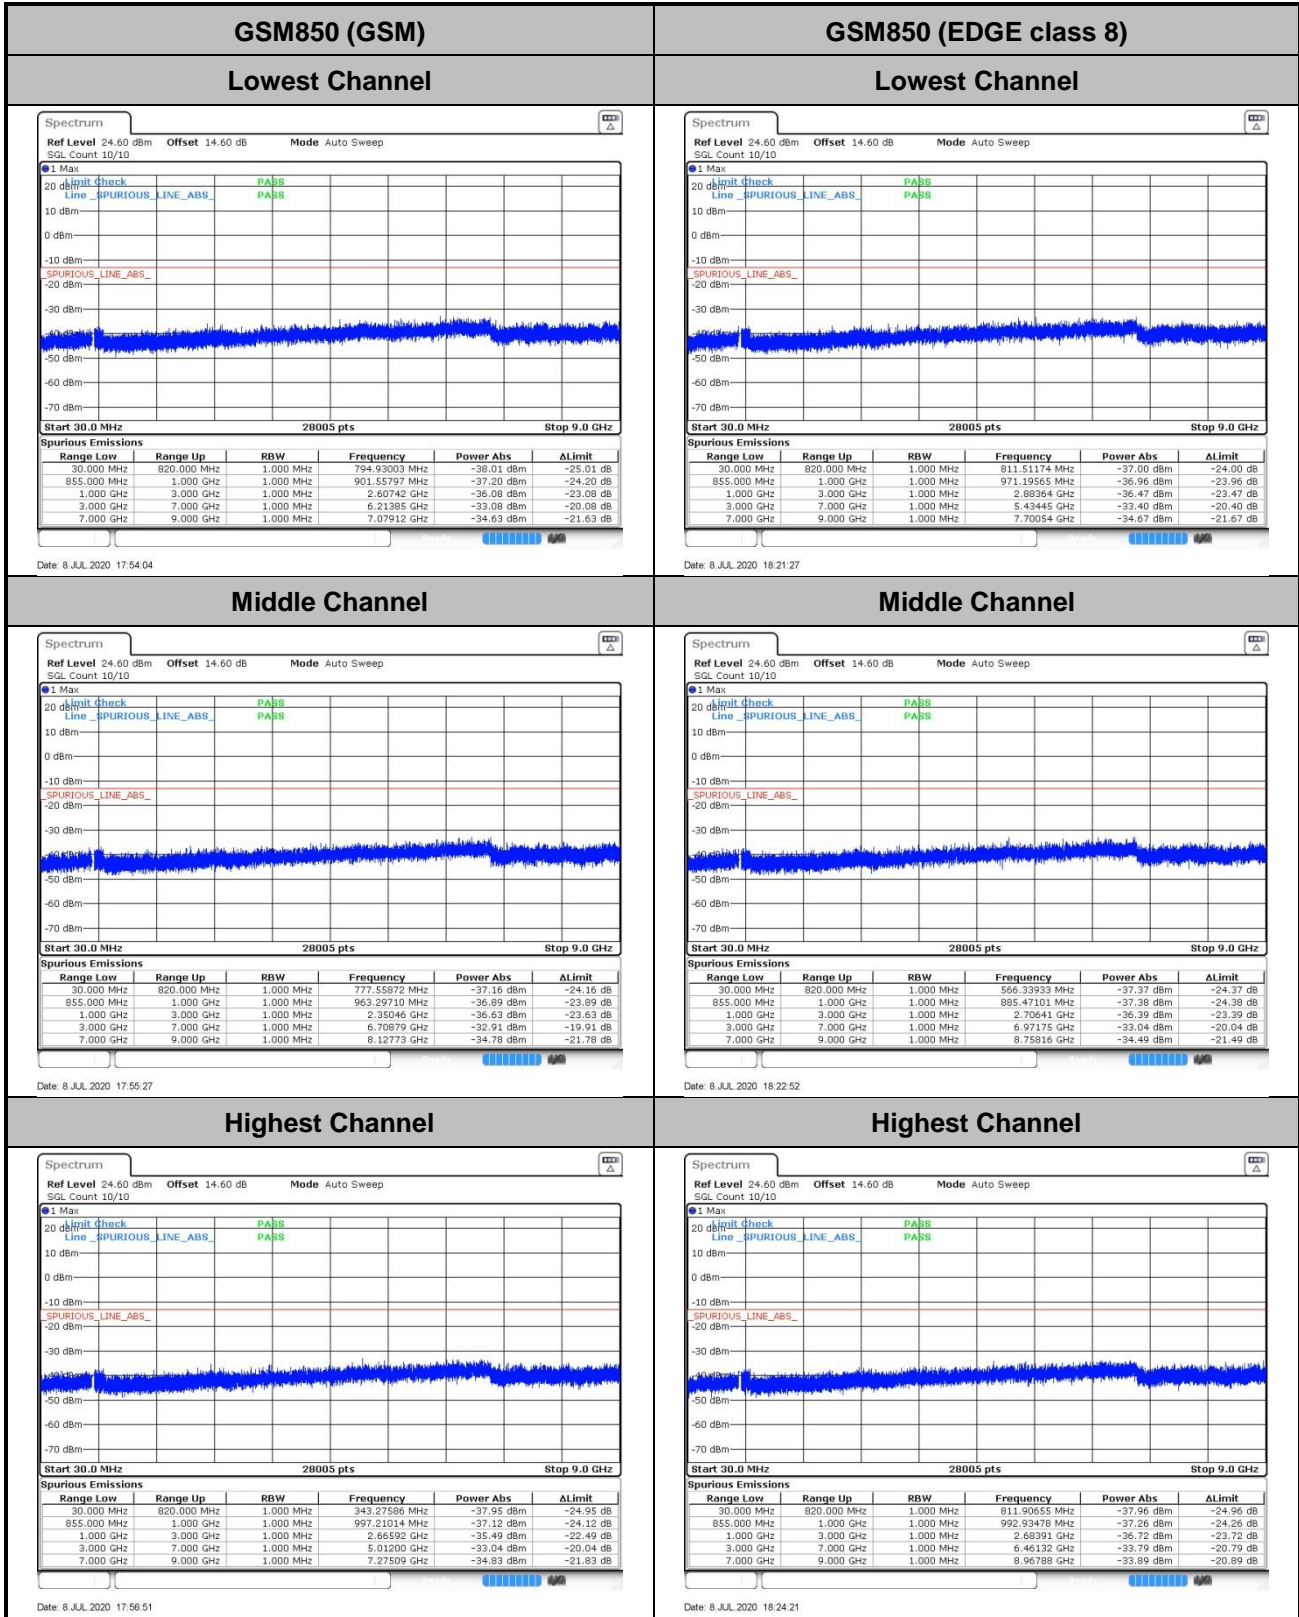 GSM850 (GSM)
GSM850 (EDGE class 8)
Lowest Channel
Lowest Channel
Spectrum
Ref Level 24.60 dBm Offset 14.60 dB Mode Auto Sweep
SGL Count 10/10
1 Max
Limit Check PASS
20 dBm
Line _SPURIOUS_LINE_ABS_ PASS
10 dBm
0 dBm
-10 dBm
_SPURIOUS_LINE_ABS_
-20 dBm
-30 dBm
-50 dBm
-60 dBm
-70 dBm
Start 30.0 MHz 28005 pts Stop 9.0 GHz
Spurious Emissions
Range Low Range Up RBW Frequency Power Abs ΔLimit
30.000 MHz 820.000 MHz 1.000 MHz 794.93003 MHz -38.01 dBm -25.01 dB
855.000 MHz 1.000 GHz 1.000 MHz 901.55797 MHz -37.20 dBm -24.20 dB
1.000 GHz 3.000 GHz 1.000 MHz 2.60742 GHz -36.08 dBm -23.08 dB
3.000 GHz 7.000 GHz 1.000 MHz 6.21385 GHz -33.08 dBm -20.08 dB
7.000 GHz 9.000 GHz 1.000 MHz 7.07912 GHz -34.63 dBm -21.63 dB
Date: 8.JUL.2020 17:54:04
Spectrum
Ref Level 24.60 dBm Offset 14.60 dB Mode Auto Sweep
SGL Count 10/10
1 Max
Limit Check PASS
20 dBm
Line _SPURIOUS_LINE_ABS_ PASS
10 dBm
0 dBm
-10 dBm
_SPURIOUS_LINE_ABS_
-20 dBm
-30 dBm
-50 dBm
-60 dBm
-70 dBm
Start 30.0 MHz 28005 pts Stop 9.0 GHz
Spurious Emissions
Range Low Range Up RBW Frequency Power Abs ΔLimit
30.000 MHz 820.000 MHz 1.000 MHz 811.51174 MHz -37.00 dBm -24.00 dB
855.000 MHz 1.000 GHz 1.000 MHz 971.19565 MHz -36.96 dBm -23.96 dB
1.000 GHz 3.000 GHz 1.000 MHz 2.88364 GHz -36.47 dBm -23.47 dB
3.000 GHz 7.000 GHz 1.000 MHz 5.43445 GHz -33.40 dBm -20.40 dB
7.000 GHz 9.000 GHz 1.000 MHz 7.70054 GHz -34.67 dBm -21.67 dB
Date: 8.JUL.2020 18:21:27
Middle Channel
Middle Channel
Spectrum
Ref Level 24.60 dBm Offset 14.60 dB Mode Auto Sweep
SGL Count 10/10
1 Max
Limit Check PASS
20 dBm
Line _SPURIOUS_LINE_ABS_ PASS
10 dBm
0 dBm
-10 dBm
_SPURIOUS_LINE_ABS_
-20 dBm
-30 dBm
-50 dBm
-60 dBm
-70 dBm
Start 30.0 MHz 28005 pts Stop 9.0 GHz
Spurious Emissions
Range Low Range Up RBW Frequency Power Abs ΔLimit
30.000 MHz 820.000 MHz 1.000 MHz 777.55872 MHz -37.16 dBm -24.16 dB
855.000 MHz 1.000 GHz 1.000 MHz 963.29710 MHz -36.89 dBm -23.89 dB
1.000 GHz 3.000 GHz 1.000 MHz 2.35046 GHz -36.63 dBm -23.63 dB
3.000 GHz 7.000 GHz 1.000 MHz 6.70879 GHz -32.91 dBm -19.91 dB
7.000 GHz 9.000 GHz 1.000 MHz 8.12773 GHz -34.78 dBm -21.78 dB
Date: 8.JUL.2020 17:55:27
Spectrum
Ref Level 24.60 dBm Offset 14.60 dB Mode Auto Sweep
SGL Count 10/10
1 Max
Limit Check PASS
20 dBm
Line _SPURIOUS_LINE_ABS_ PASS
10 dBm
0 dBm
-10 dBm
_SPURIOUS_LINE_ABS_
-20 dBm
-30 dBm
-50 dBm
-60 dBm
-70 dBm
Start 30.0 MHz 28005 pts Stop 9.0 GHz
Spurious Emissions
Range Low Range Up RBW Frequency Power Abs ΔLimit
30.000 MHz 820.000 MHz 1.000 MHz 566.33933 MHz -37.37 dBm -24.37 dB
855.000 MHz 1.000 GHz 1.000 MHz 885.47101 MHz -37.38 dBm -24.38 dB
1.000 GHz 3.000 GHz 1.000 MHz 2.70641 GHz -36.39 dBm -23.39 dB
3.000 GHz 7.000 GHz 1.000 MHz 6.97175 GHz -33.04 dBm -20.04 dB
7.000 GHz 9.000 GHz 1.000 MHz 8.75816 GHz -34.49 dBm -21.49 dB
Date: 8.JUL.2020 18:22:52
Highest Channel
Highest Channel
Spectrum
Ref Level 24.60 dBm Offset 14.60 dB Mode Auto Sweep
SGL Count 10/10
1 Max
Limit Check PASS
20 dBm
Line _SPURIOUS_LINE_ABS_ PASS
10 dBm
0 dBm
-10 dBm
_SPURIOUS_LINE_ABS_
-20 dBm
-30 dBm
-50 dBm
-60 dBm
-70 dBm
Start 30.0 MHz 28005 pts Stop 9.0 GHz
Spurious Emissions
Range Low Range Up RBW Frequency Power Abs ΔLimit
30.000 MHz 820.000 MHz 1.000 MHz 343.27586 MHz -37.95 dBm -24.95 dB
855.000 MHz 1.000 GHz 1.000 MHz 997.21014 MHz -37.12 dBm -24.12 dB
1.000 GHz 3.000 GHz 1.000 MHz 2.66592 GHz -35.49 dBm -22.49 dB
3.000 GHz 7.000 GHz 1.000 MHz 5.01200 GHz -33.04 dBm -20.04 dB
7.000 GHz 9.000 GHz 1.000 MHz 7.27509 GHz -34.83 dBm -21.83 dB
Date: 8.JUL.2020 17:56:51
Spectrum
Ref Level 24.60 dBm Offset 14.60 dB Mode Auto Sweep
SGL Count 10/10
1 Max
Limit Check PASS
20 dBm
Line _SPURIOUS_LINE_ABS_ PASS
10 dBm
0 dBm
-10 dBm
_SPURIOUS_LINE_ABS_
-20 dBm
-30 dBm
-50 dBm
-60 dBm
-70 dBm
Start 30.0 MHz 28005 pts Stop 9.0 GHz
Spurious Emissions
Range Low Range Up RBW Frequency Power Abs ΔLimit
30.000 MHz 820.000 MHz 1.000 MHz 811.90655 MHz -37.96 dBm -24.96 dB
855.000 MHz 1.000 GHz 1.000 MHz 992.93478 MHz -37.26 dBm -24.26 dB
1.000 GHz 3.000 GHz 1.000 MHz 2.68391 GHz -36.72 dBm -23.72 dB
3.000 GHz 7.000 GHz 1.000 MHz 6.46132 GHz -33.79 dBm -20.79 dB
7.000 GHz 9.000 GHz 1.000 MHz 8.96788 GHz -33.89 dBm -20.89 dB
Date: 8.JUL.2020 18:24:21